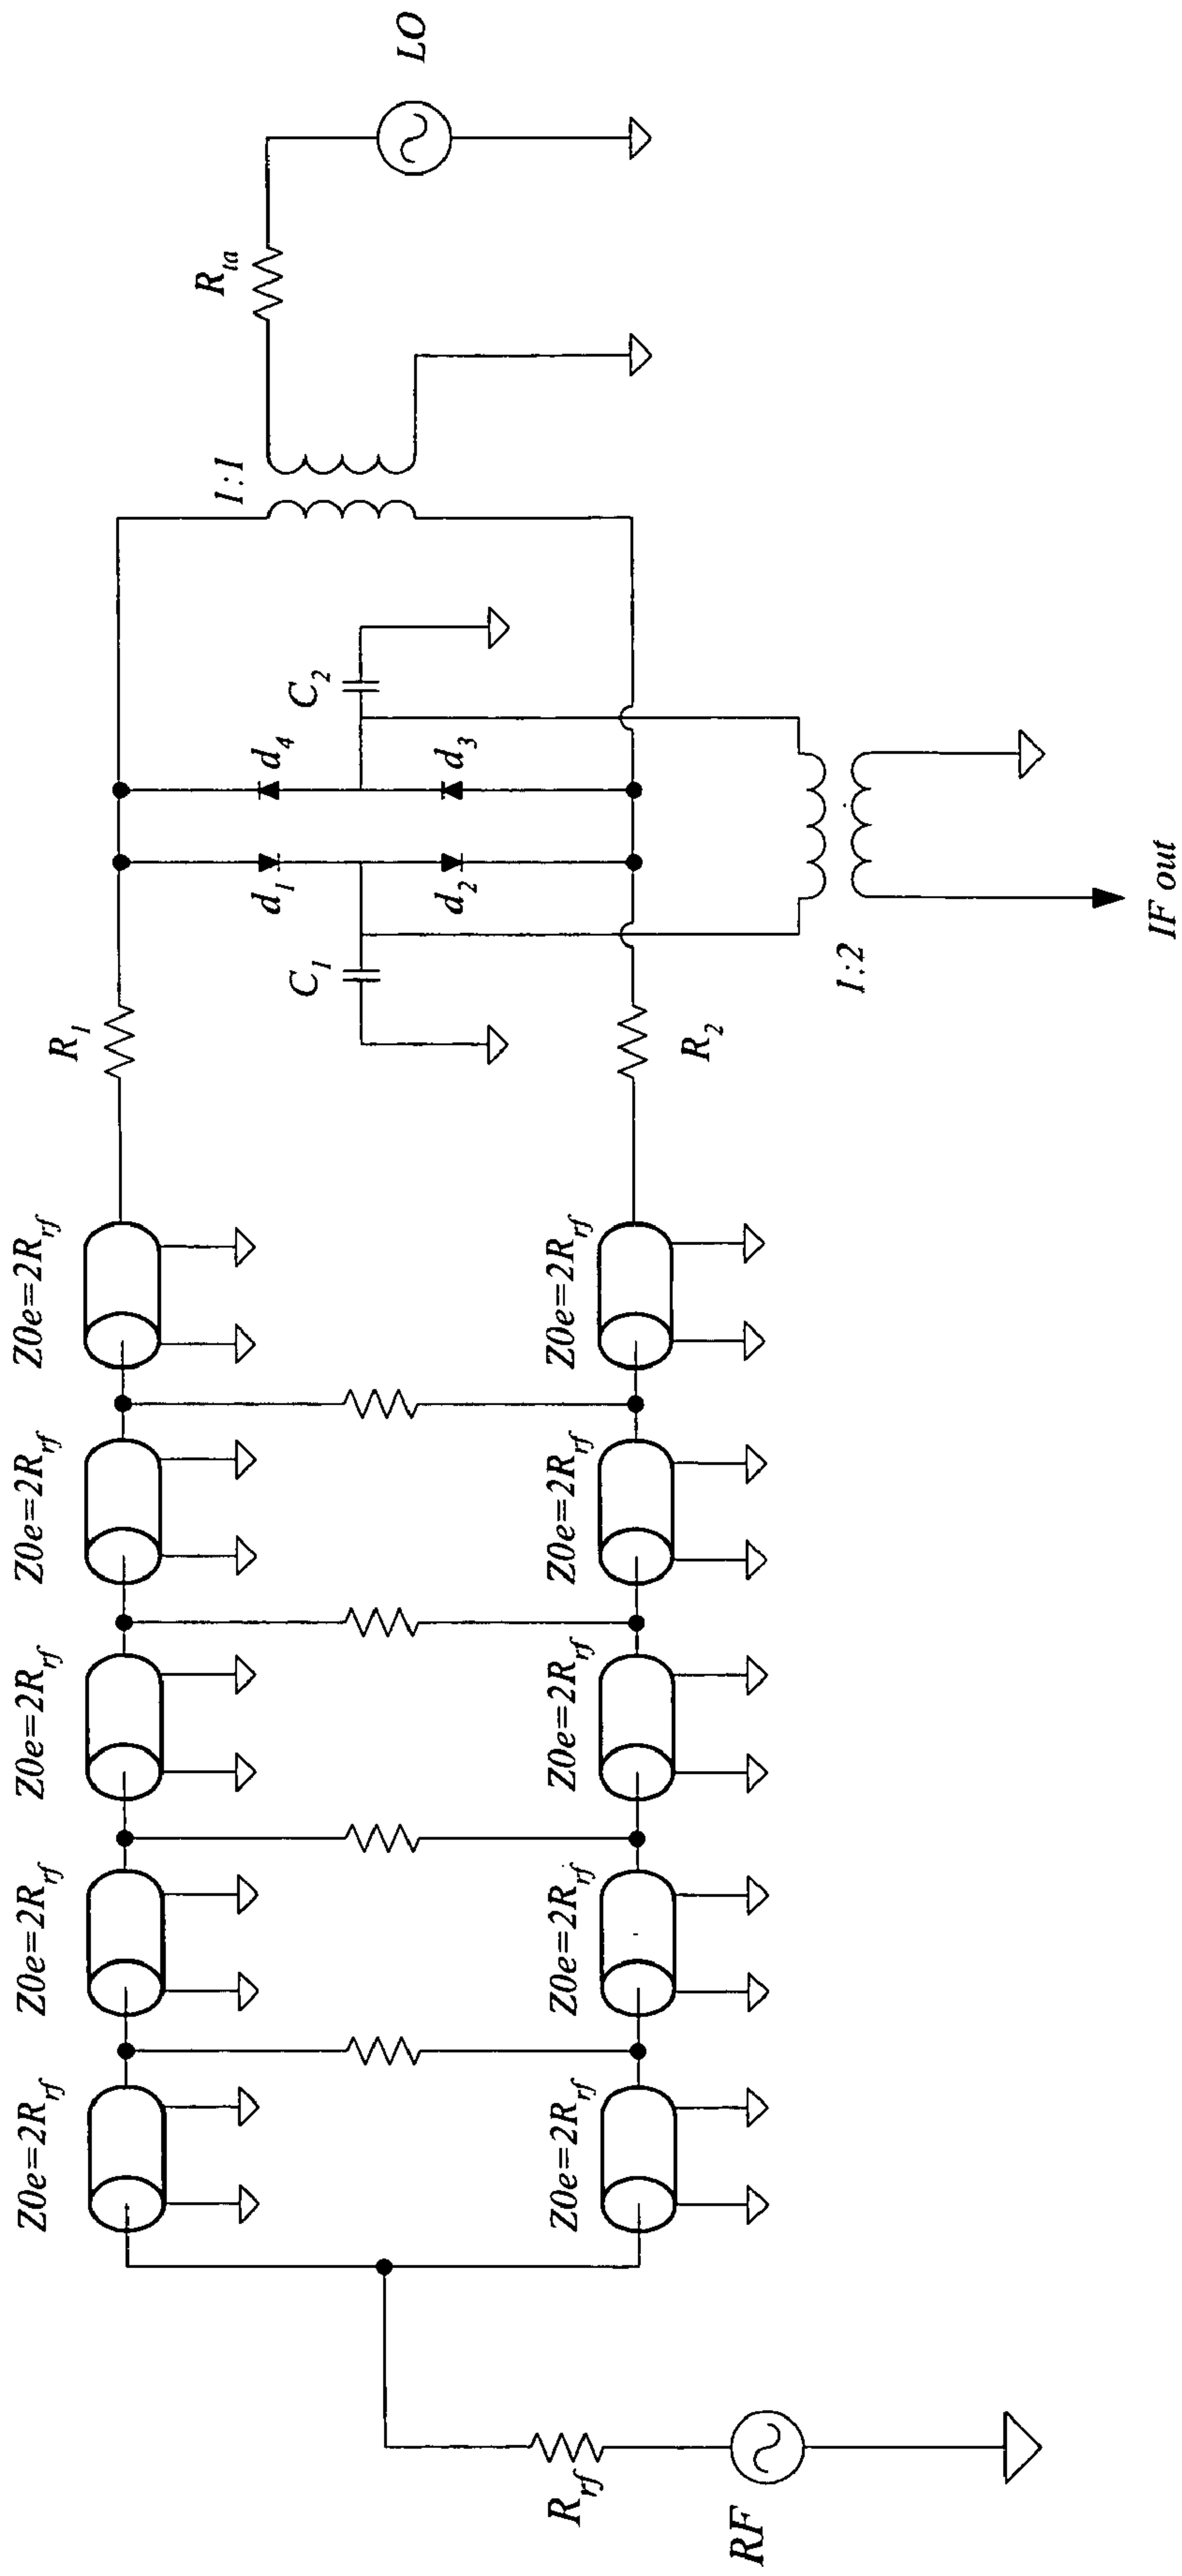 Z0e=2R_rf
Z0e=2R_rf
Z0e=2R_rf
Z0e=2R_rf
Z0e=2R_rf
R_1
1:1
R_ta
LO
C_1
d_1
d_4
C_2
d_2
d_3
Z0e=2R_rf
Z0e=2R_rf
Z0e=2R_rf
Z0e=2R_rf
Z0e=2R_rf
R_2
R_rf
RF
1:2
IF out